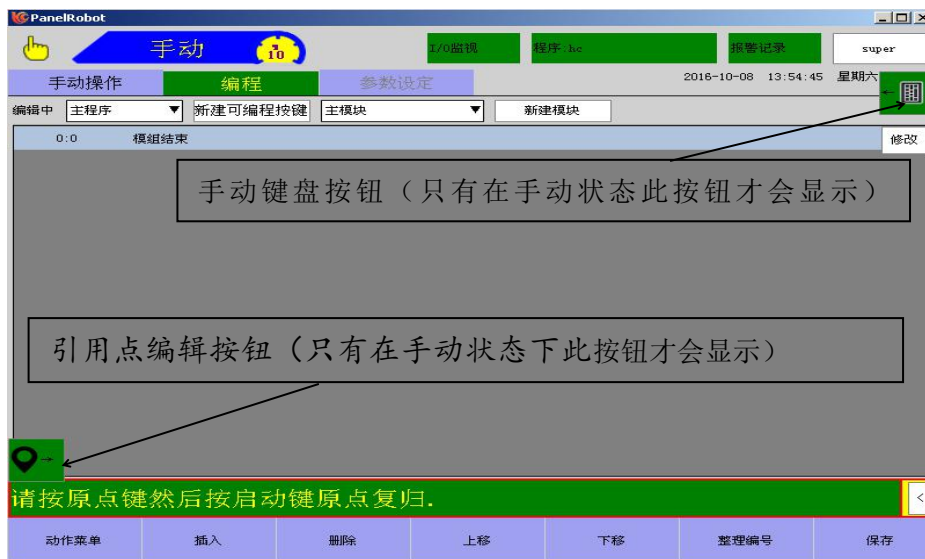 PanelRobot
手动 10 I/O监视 程序:hc 报警记录 super
手动操作 编程 参数设定 2016-10-08 13:54:45 星期六
编辑中 主程序 新建可编程按键 主模块 新建模块
0:0 模组结束 修改
手动键盘按钮（只有在手动状态此按钮才会显示）
引用点编辑按钮（只有在手动状态下此按钮才会显示）
请按原点键然后按启动键原点复归.
<
动作菜单 插入 删除 上移 下移 整理编号 保存